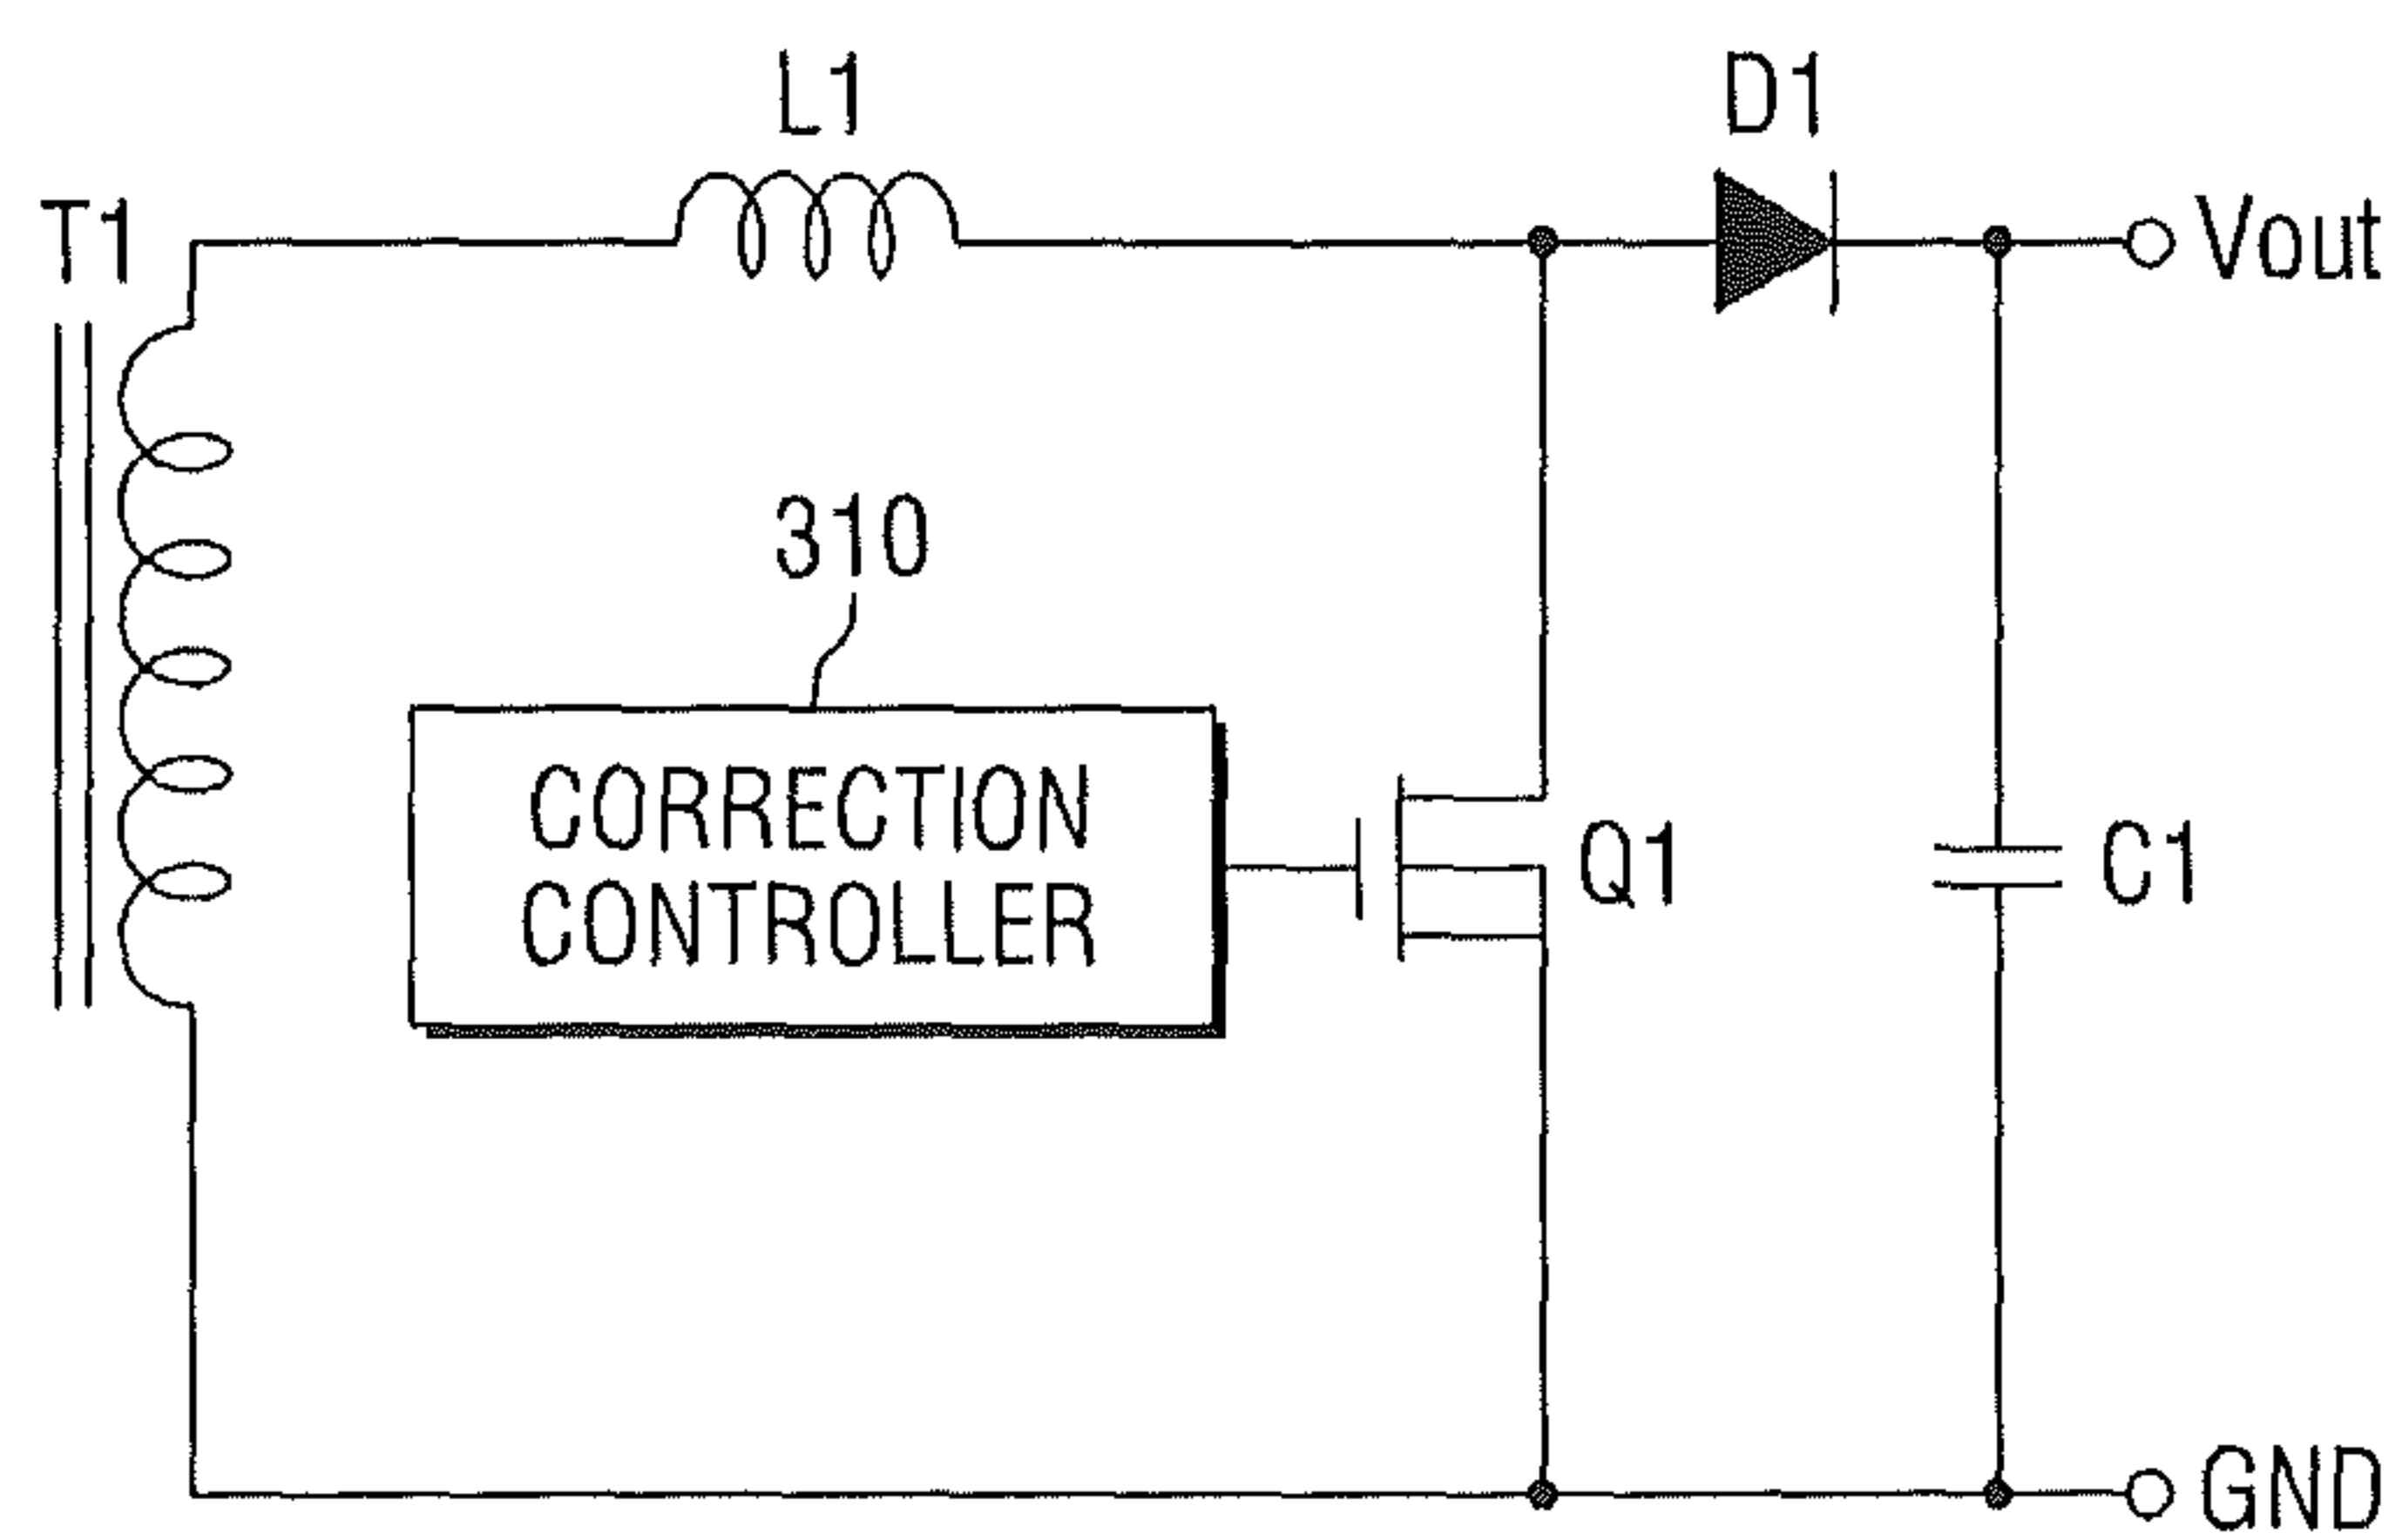 L1
D1
T1
Vout
310
CORRECTION
CONTROLLER
Q1
C1
GND